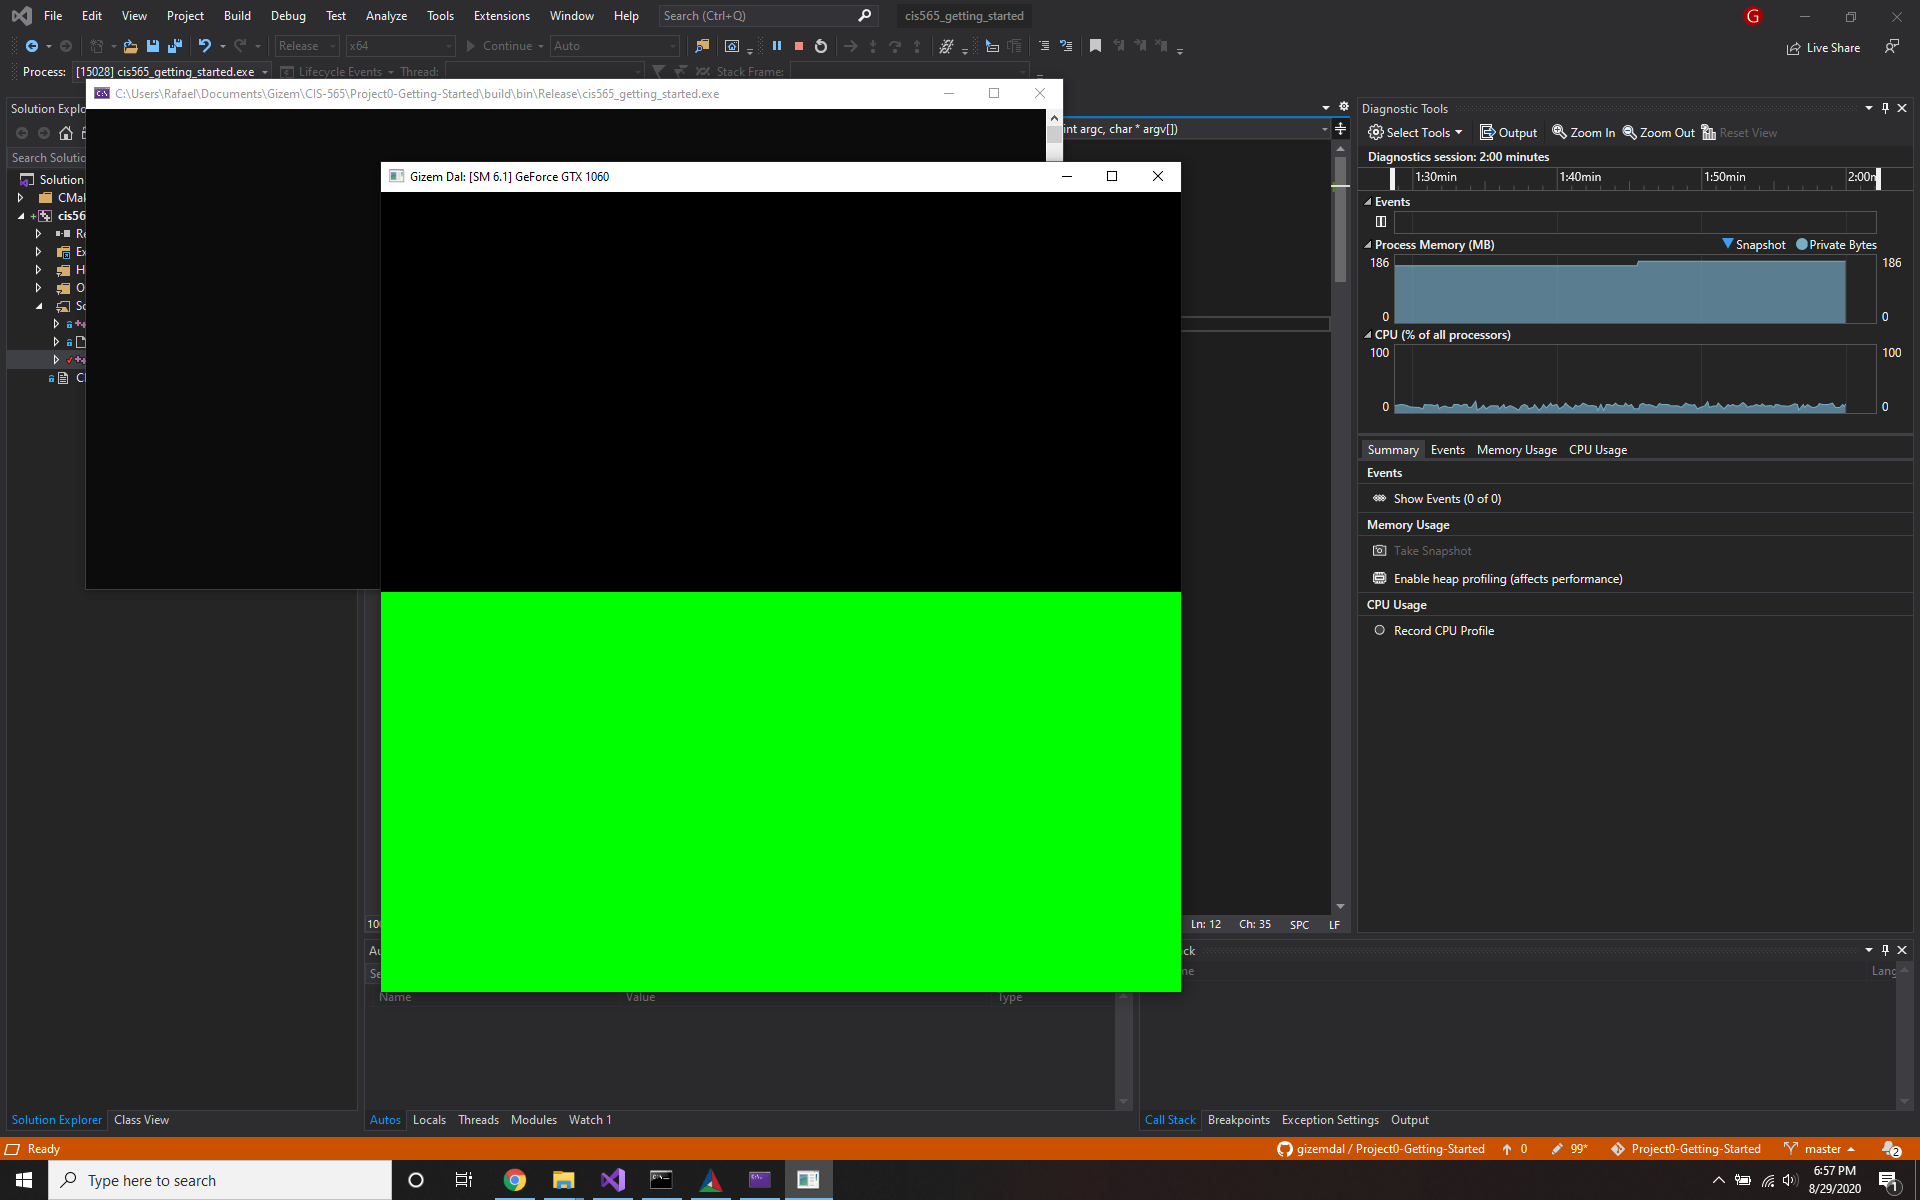 File Edit View Project Build Debug Test Analyze Tools Extensions Window Help Search (Ctrl+Q) cis565_getting_started G
Release x64 Continue Auto Live Share
Process: [15028] cis565_getting_started.exe Lifecycle Events Thread: Stack Frame:
C:\Users\Rafael\Documents\Gizem\CIS-565\Project0-Getting-Started\build\bin\Release\cis565_getting_started.exe
Solution Explo
int argc, char * argv[])
Search Solutio
Solution
CMa
cis56
Re
Ex
H
O
So
Cl
Gizem Dal: [SM 6.1] GeForce GTX 1060
Diagnostic Tools
Select Tools Output Zoom In Zoom Out Reset View
Diagnostics session: 2:00 minutes
1:30min 1:40min 1:50min 2:00n
Events
Process Memory (MB) Snapshot Private Bytes
186 186
0 0
CPU (% of all processors)
100 100
0 0
Summary Events Memory Usage CPU Usage
Events
Show Events (0 of 0)
Memory Usage
Take Snapshot
Enable heap profiling (affects performance)
CPU Usage
Record CPU Profile
100 Ln: 12 Ch: 35 SPC LF
Au ck
Se ne Lang
Name Value Type
Solution Explorer Class View Autos Locals Threads Modules Watch 1 Call Stack Breakpoints Exception Settings Output
Ready gizemdal / Project0-Getting-Started 0 99* Project0-Getting-Started master 2
Type here to search 6:57 PM
8/29/2020 1